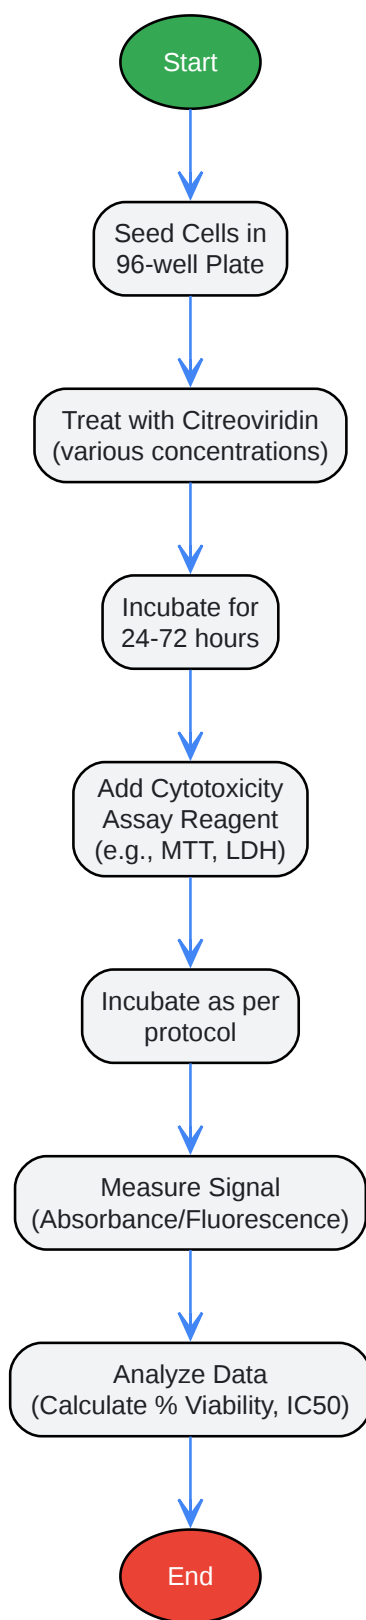 Start
Seed Cells in
96-well Plate
Treat with Citreoviridin
(various concentrations)
Incubate for
24-72 hours
Add Cytotoxicity
Assay Reagent
(e.g., MTT, LDH)
Incubate as per
protocol
Measure Signal
(Absorbance/Fluorescence)
Analyze Data
(Calculate % Viability, IC50)
End